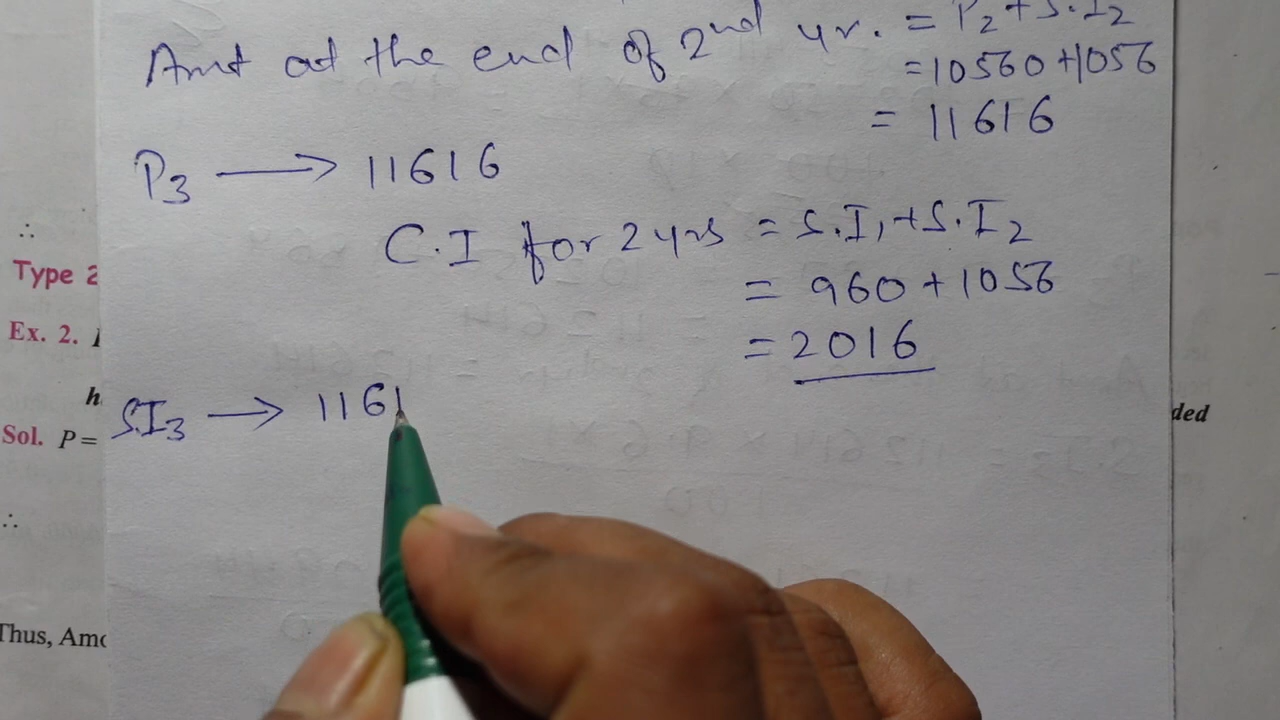 Amt at the end of 2nd yr. = P2 + S.I2
= 10560 + 1056
= 11616
P3 → 11616
C.I for 2 yrs = S.I1 + S.I2
= 960 + 1056
= 2016
SI3 → 1161
∴
Type 2
Ex. 2.
h
Sol. P =
∴
Thus, Amo
ded